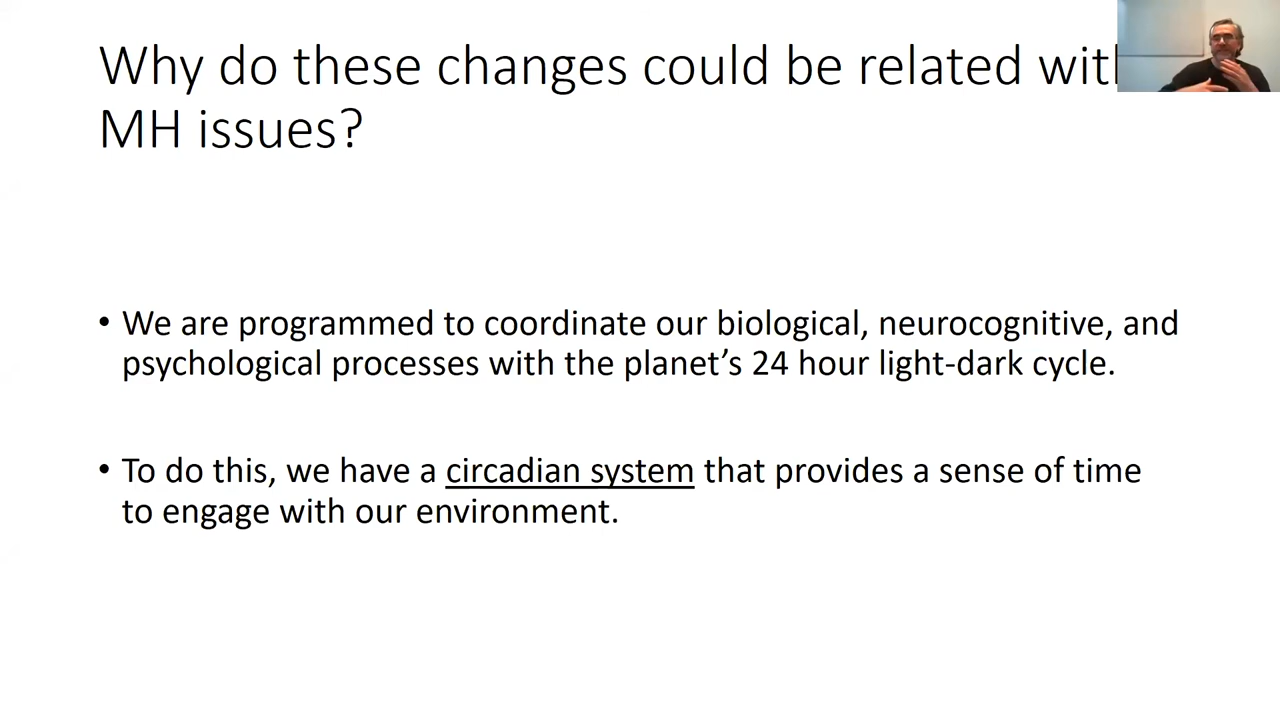 Why do these changes could be related with
MH issues?
• We are programmed to coordinate our biological, neurocognitive, and
psychological processes with the planet’s 24 hour light-dark cycle.
• To do this, we have a circadian system that provides a sense of time
to engage with our environment.